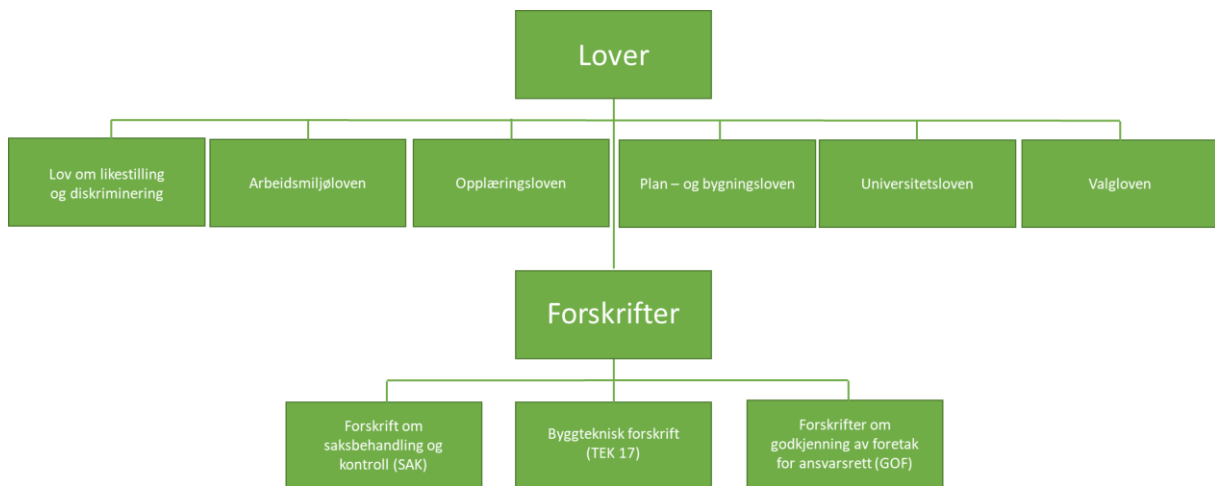 Lover
Lov om likestilling
og diskriminering
Arbeidsmiljøloven
Opplæringsloven
Plan – og bygningsloven
Universitetsloven
Valgloven
Forskrifter
Forskrift om
saksbehandling og
kontroll (SAK)
Byggteknisk forskrift
(TEK 17)
Forskrifter om
godkjenning av foretak
for ansvarsrett (GOF)